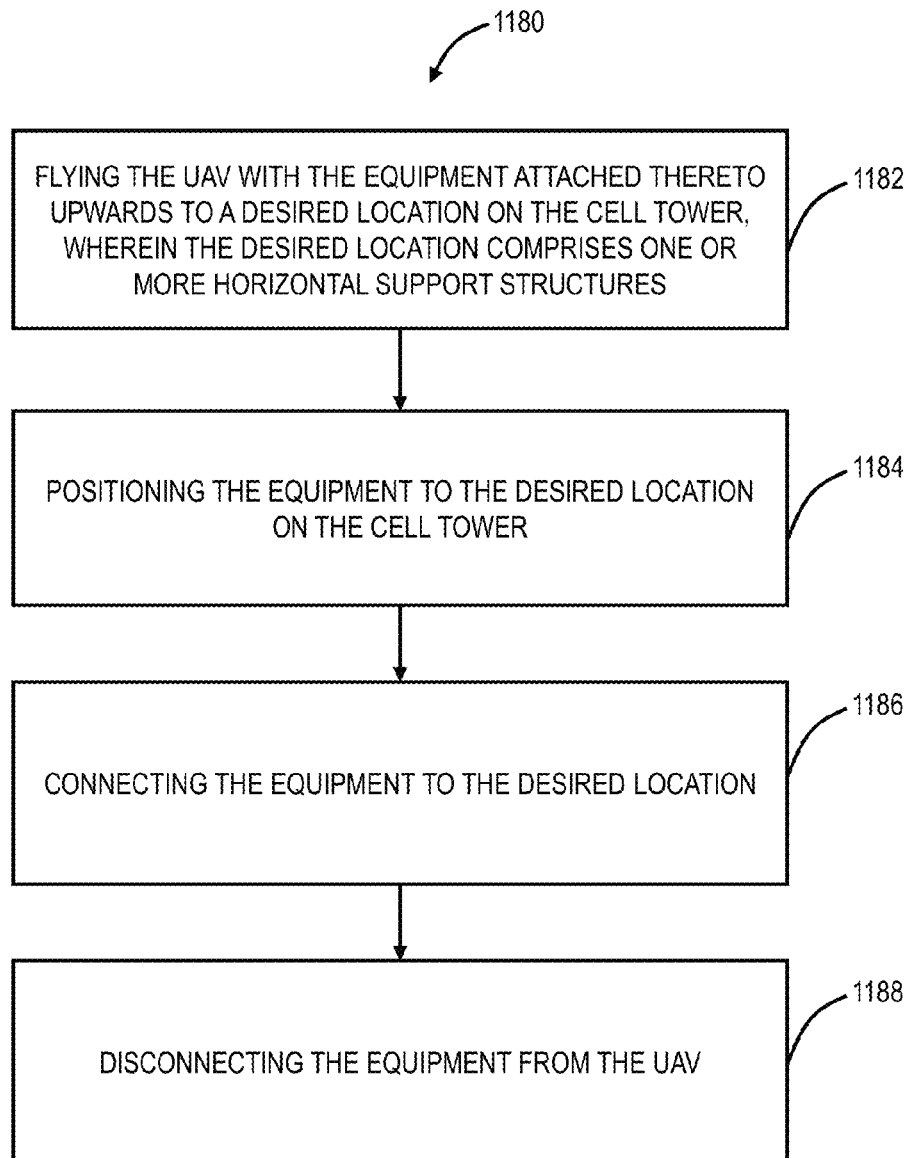 1180
FLYING THE UAV WITH THE EQUIPMENT ATTACHED THERETO
UPWARDS TO A DESIRED LOCATION ON THE CELL TOWER,
WHEREIN THE DESIRED LOCATION COMPRISES ONE OR
MORE HORIZONTAL SUPPORT STRUCTURES
1182
POSITIONING THE EQUIPMENT TO THE DESIRED LOCATION
ON THE CELL TOWER
1184
CONNECTING THE EQUIPMENT TO THE DESIRED LOCATION
1186
DISCONNECTING THE EQUIPMENT FROM THE UAV
1188